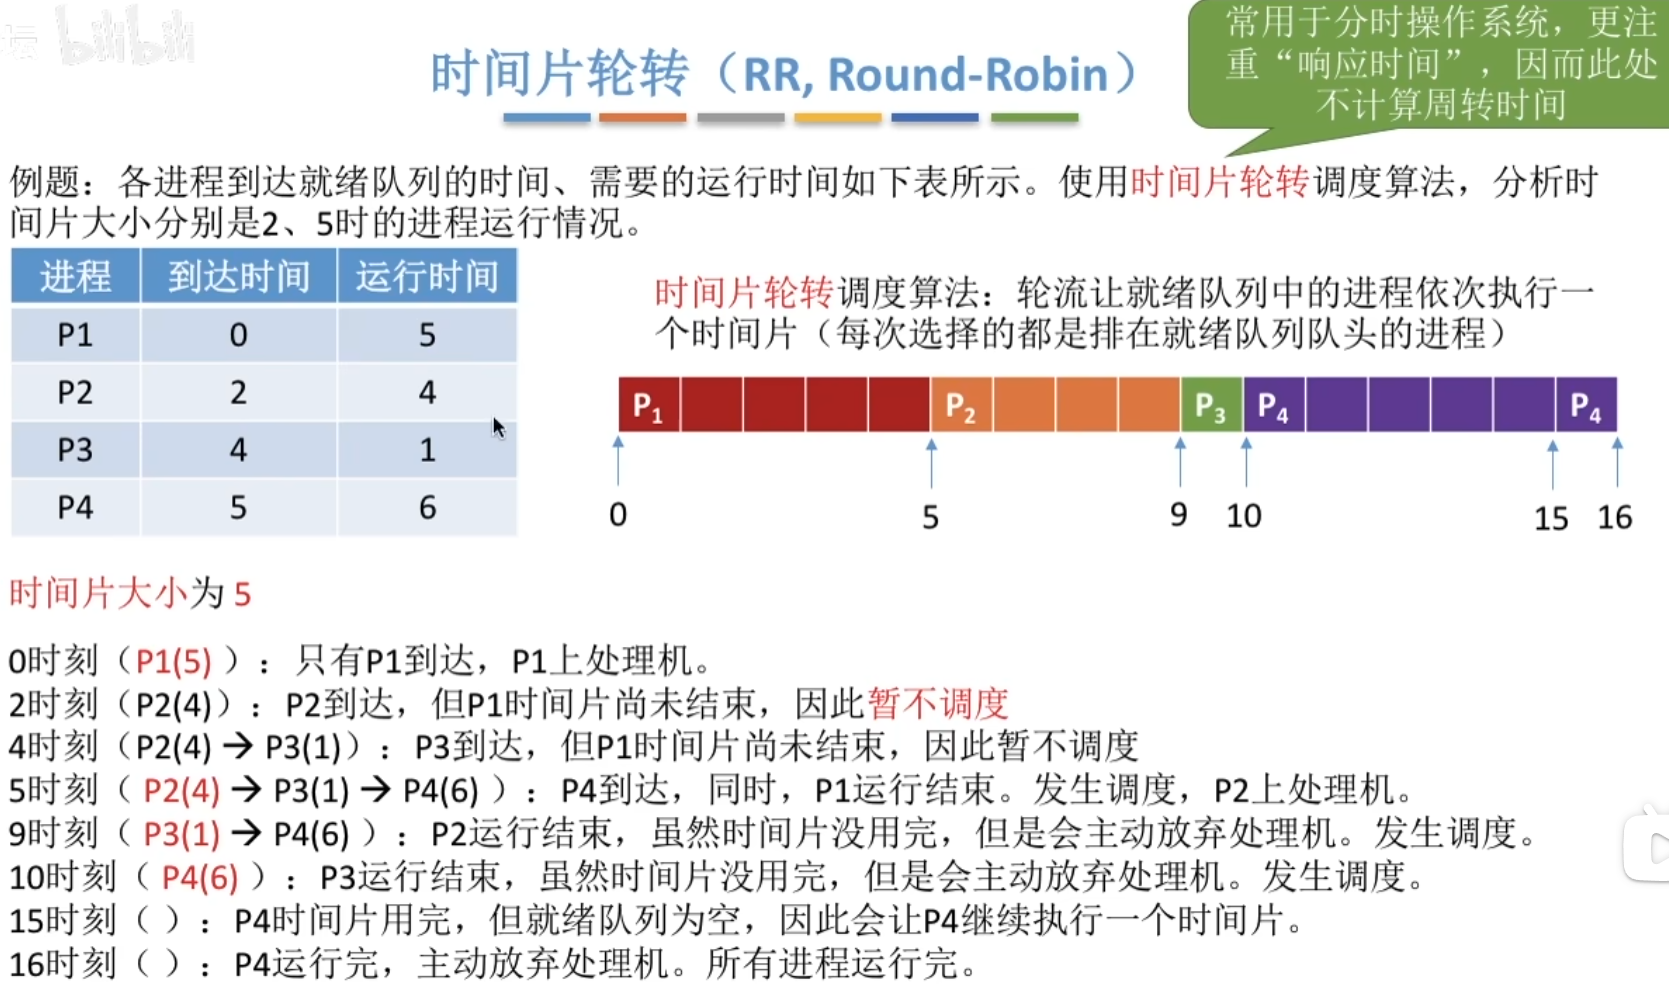 坛 bilibili
常用于分时操作系统，更注
重“响应时间”，因而此处
不计算周转时间
时间片轮转（RR, Round-Robin）
例题：各进程到达就绪队列的时间、需要的运行时间如下表所示。使用时间片轮转调度算法，分析时
间片大小分别是2、5时的进程运行情况。
进程 到达时间 运行时间
P1 0 5
P2 2 4
P3 4 1
P4 5 6
时间片轮转调度算法：轮流让就绪队列中的进程依次执行一
个时间片（每次选择的都是排在就绪队列队头的进程）
P1 P2 P3 P4 P4
0 5 9 10 15 16
时间片大小为 5
0时刻（P1(5) ）：只有P1到达，P1上处理机。
2时刻（P2(4)）：P2到达，但P1时间片尚未结束，因此暂不调度
4时刻（P2(4) → P3(1)）：P3到达，但P1时间片尚未结束，因此暂不调度
5时刻（ P2(4) → P3(1) → P4(6) ）：P4到达，同时，P1运行结束。发生调度，P2上处理机。
9时刻（ P3(1) → P4(6) ）：P2运行结束，虽然时间片没用完，但是会主动放弃处理机。发生调度。
10时刻（ P4(6) ）：P3运行结束，虽然时间片没用完，但是会主动放弃处理机。发生调度。
15时刻（ ）：P4时间片用完，但就绪队列为空，因此会让P4继续执行一个时间片。
16时刻（ ）：P4运行完，主动放弃处理机。所有进程运行完。